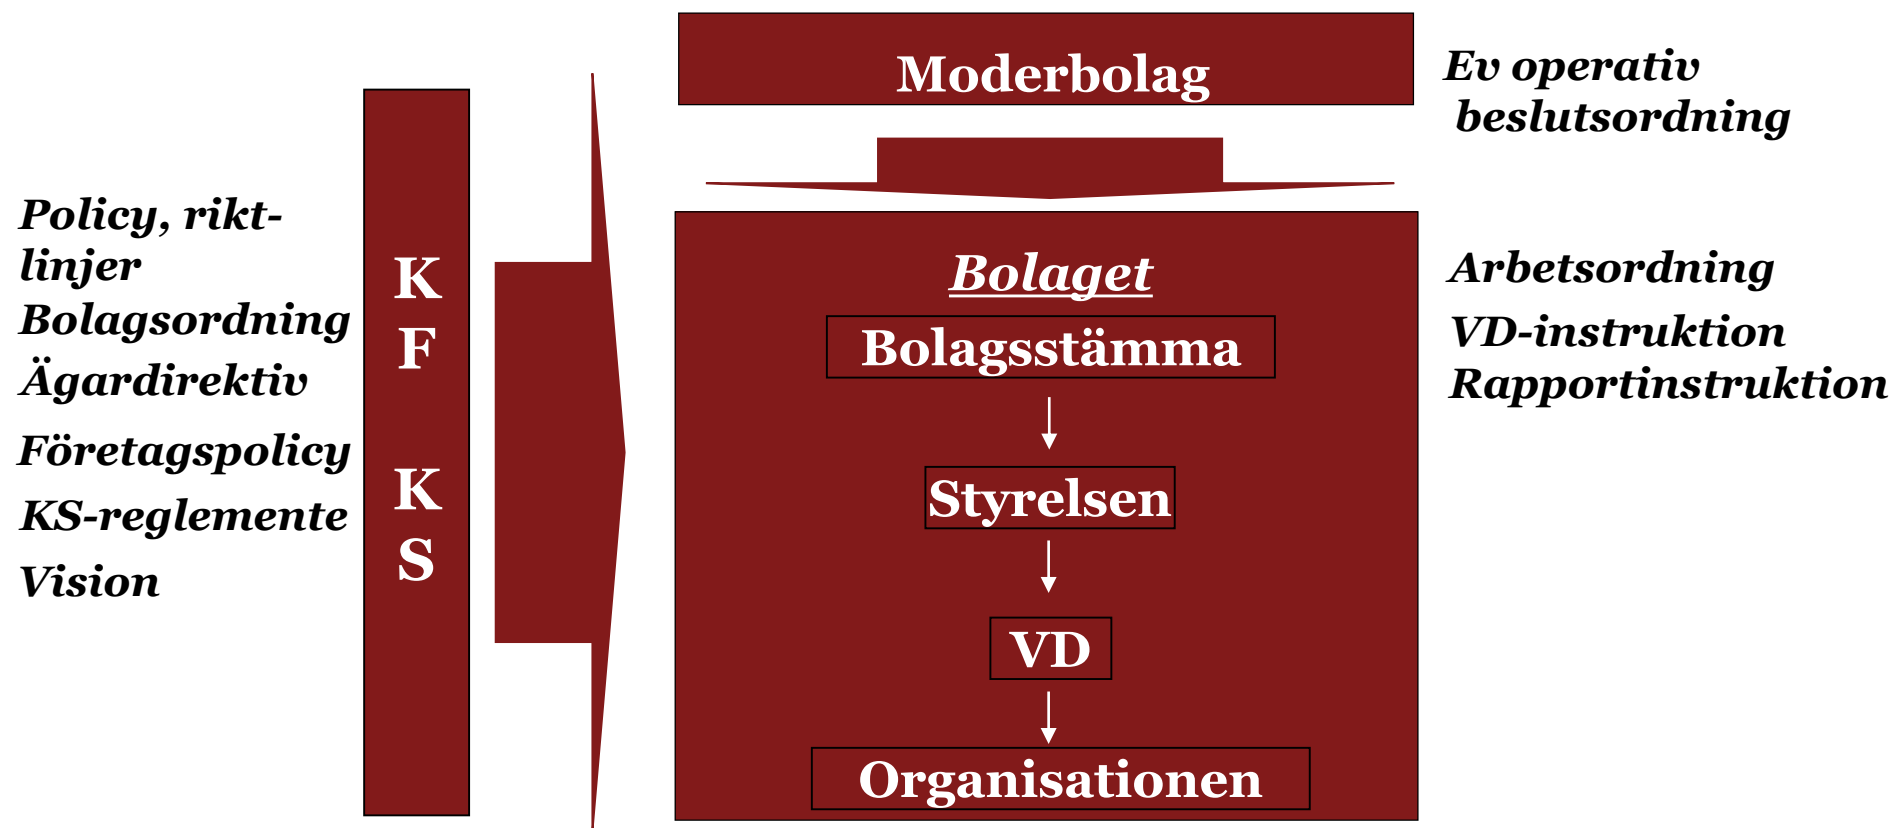 Policy, rikt-
linjer
Bolagsordning
Ägardirektiv
Företagspolicy
KS-reglemente
Vision
K
F
K
S
Moderbolag
Bolaget
Bolagsstämma
Styrelsen
VD
Organisationen
Ev operativ
beslutsordning
Arbetsordning
VD-instruktion
Rapportinstruktion